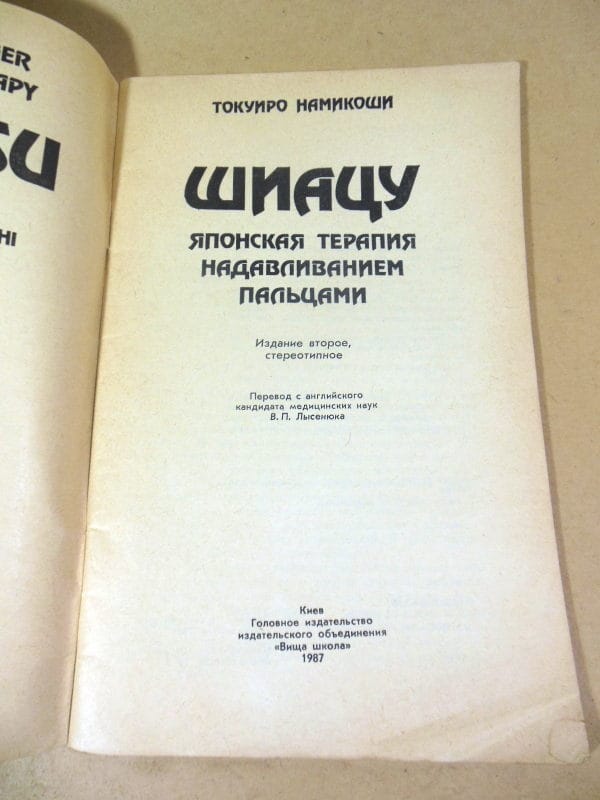 ТОКУИРО НАМИКОШИ
ШИАЦУ
ЯПОНСКАЯ ТЕРАПИЯ
НАДАВЛИВАНИЕМ
ПАЛЬЦАМИ
Издание второе,
стереотипное
Перевод с английского
кандидата медицинских наук
В. П. Лысенюка
Киев
Головное издательство
издательского объединения
«Вища школа»
1987